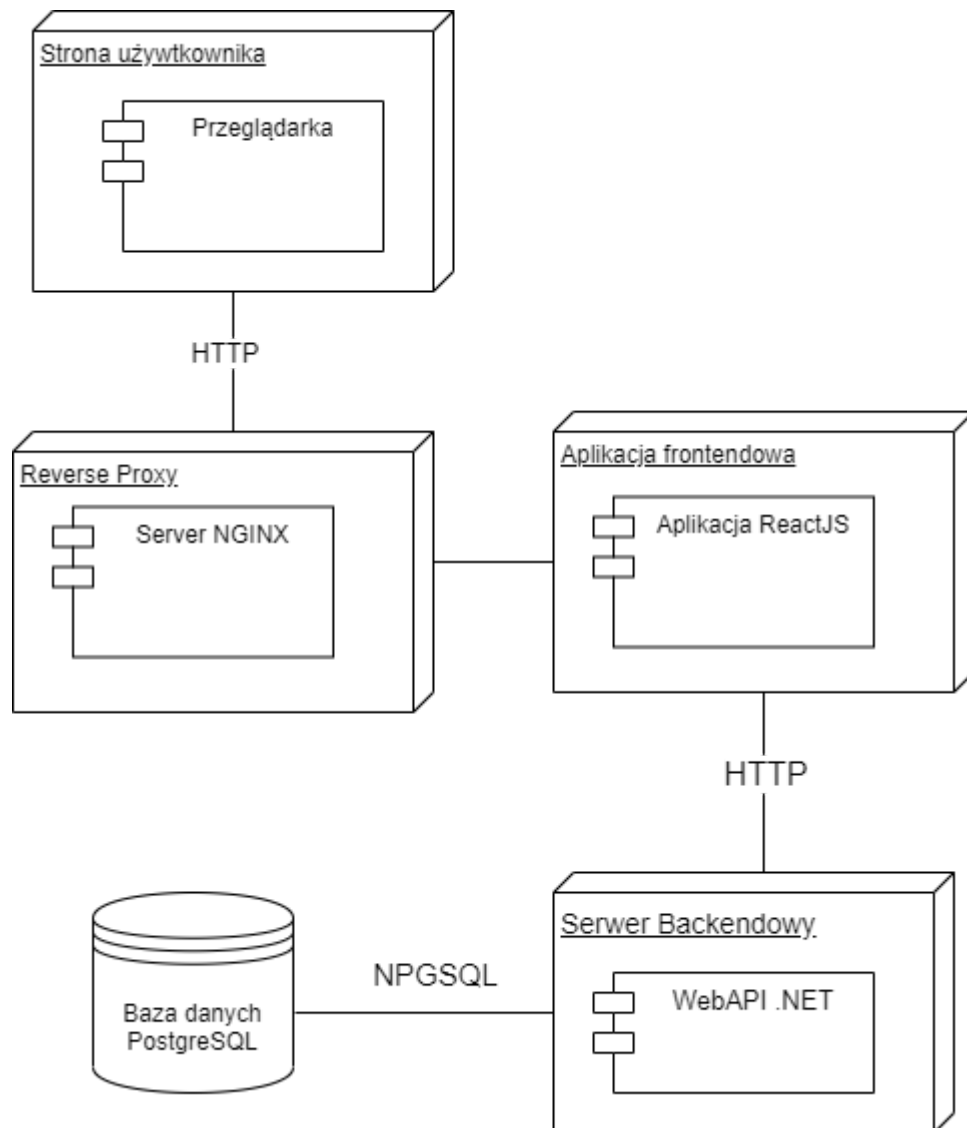 Strona użytkownika
Przeglądarka
HTTP
Reverse Proxy
Server NGINX
Aplikacja frontendowa
Aplikacja ReactJS
HTTP
Serwer Backendowy
WebAPI .NET
NPGSQL
Baza danych
PostgreSQL